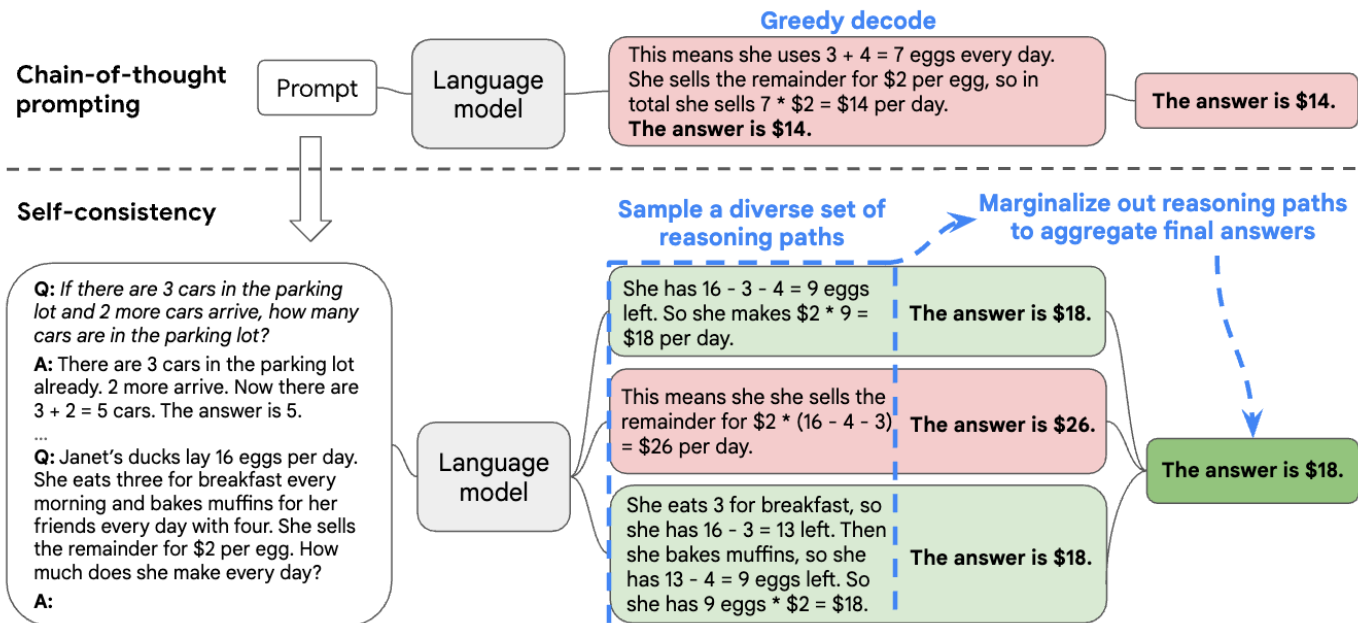 Greedy decode
Chain-of-thought
prompting
Prompt
Language
model
This means she uses 3 + 4 = 7 eggs every day.
She sells the remainder for $2 per egg, so in
total she sells 7 * $2 = $14 per day.
The answer is $14.
The answer is $14.
Self-consistency
Sample a diverse set of
reasoning paths
Marginalize out reasoning paths
to aggregate final answers
Q: If there are 3 cars in the parking
lot and 2 more cars arrive, how many
cars are in the parking lot?
A: There are 3 cars in the parking lot
already. 2 more arrive. Now there are
3 + 2 = 5 cars. The answer is 5.
...
Q: Janet's ducks lay 16 eggs per day.
She eats three for breakfast every
morning and bakes muffins for her
friends every day with four. She sells
the remainder for $2 per egg. How
much does she make every day?
A:
Language
model
She has 16 - 3 - 4 = 9 eggs
left. So she makes $2 * 9 =
$18 per day.
The answer is $18.
This means she she sells the
remainder for $2 * (16 - 4 - 3)
= $26 per day.
The answer is $26.
She eats 3 for breakfast, so
she has 16 - 3 = 13 left. Then
she bakes muffins, so she
has 13 - 4 = 9 eggs left. So
she has 9 eggs * $2 = $18.
The answer is $18.
The answer is $18.